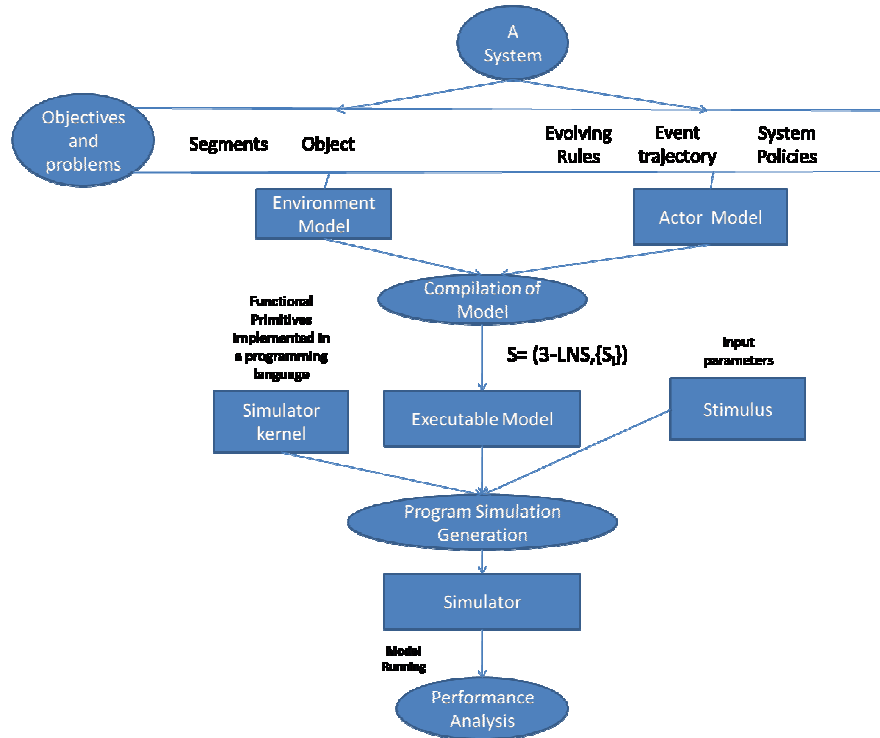 A
System
Objectives
and
problems
Segments
Object
Evolving
Rules
Event
trajectory
System
Policies
Environment
Model
Actor Model
Compilation of
Model
Functional
Primitives
implemented in
a programming
language
S= (3-LNS,{Sᵢ})
Input
parameters
Simulator
kernel
Executable Model
Stimulus
Program Simulation
Generation
Simulator
Model
Running
Performance
Analysis